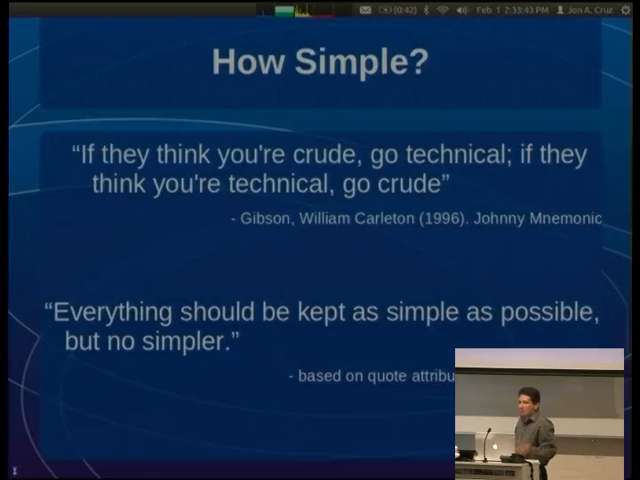 (0:42) Feb 1 2:33:43 PM Jon A. Cruz
How Simple?
“If they think you're crude, go technical; if they
think you're technical, go crude”
- Gibson, William Carleton (1996). Johnny Mnemonic
“Everything should be kept as simple as possible,
but no simpler.”
- based on quote attribu